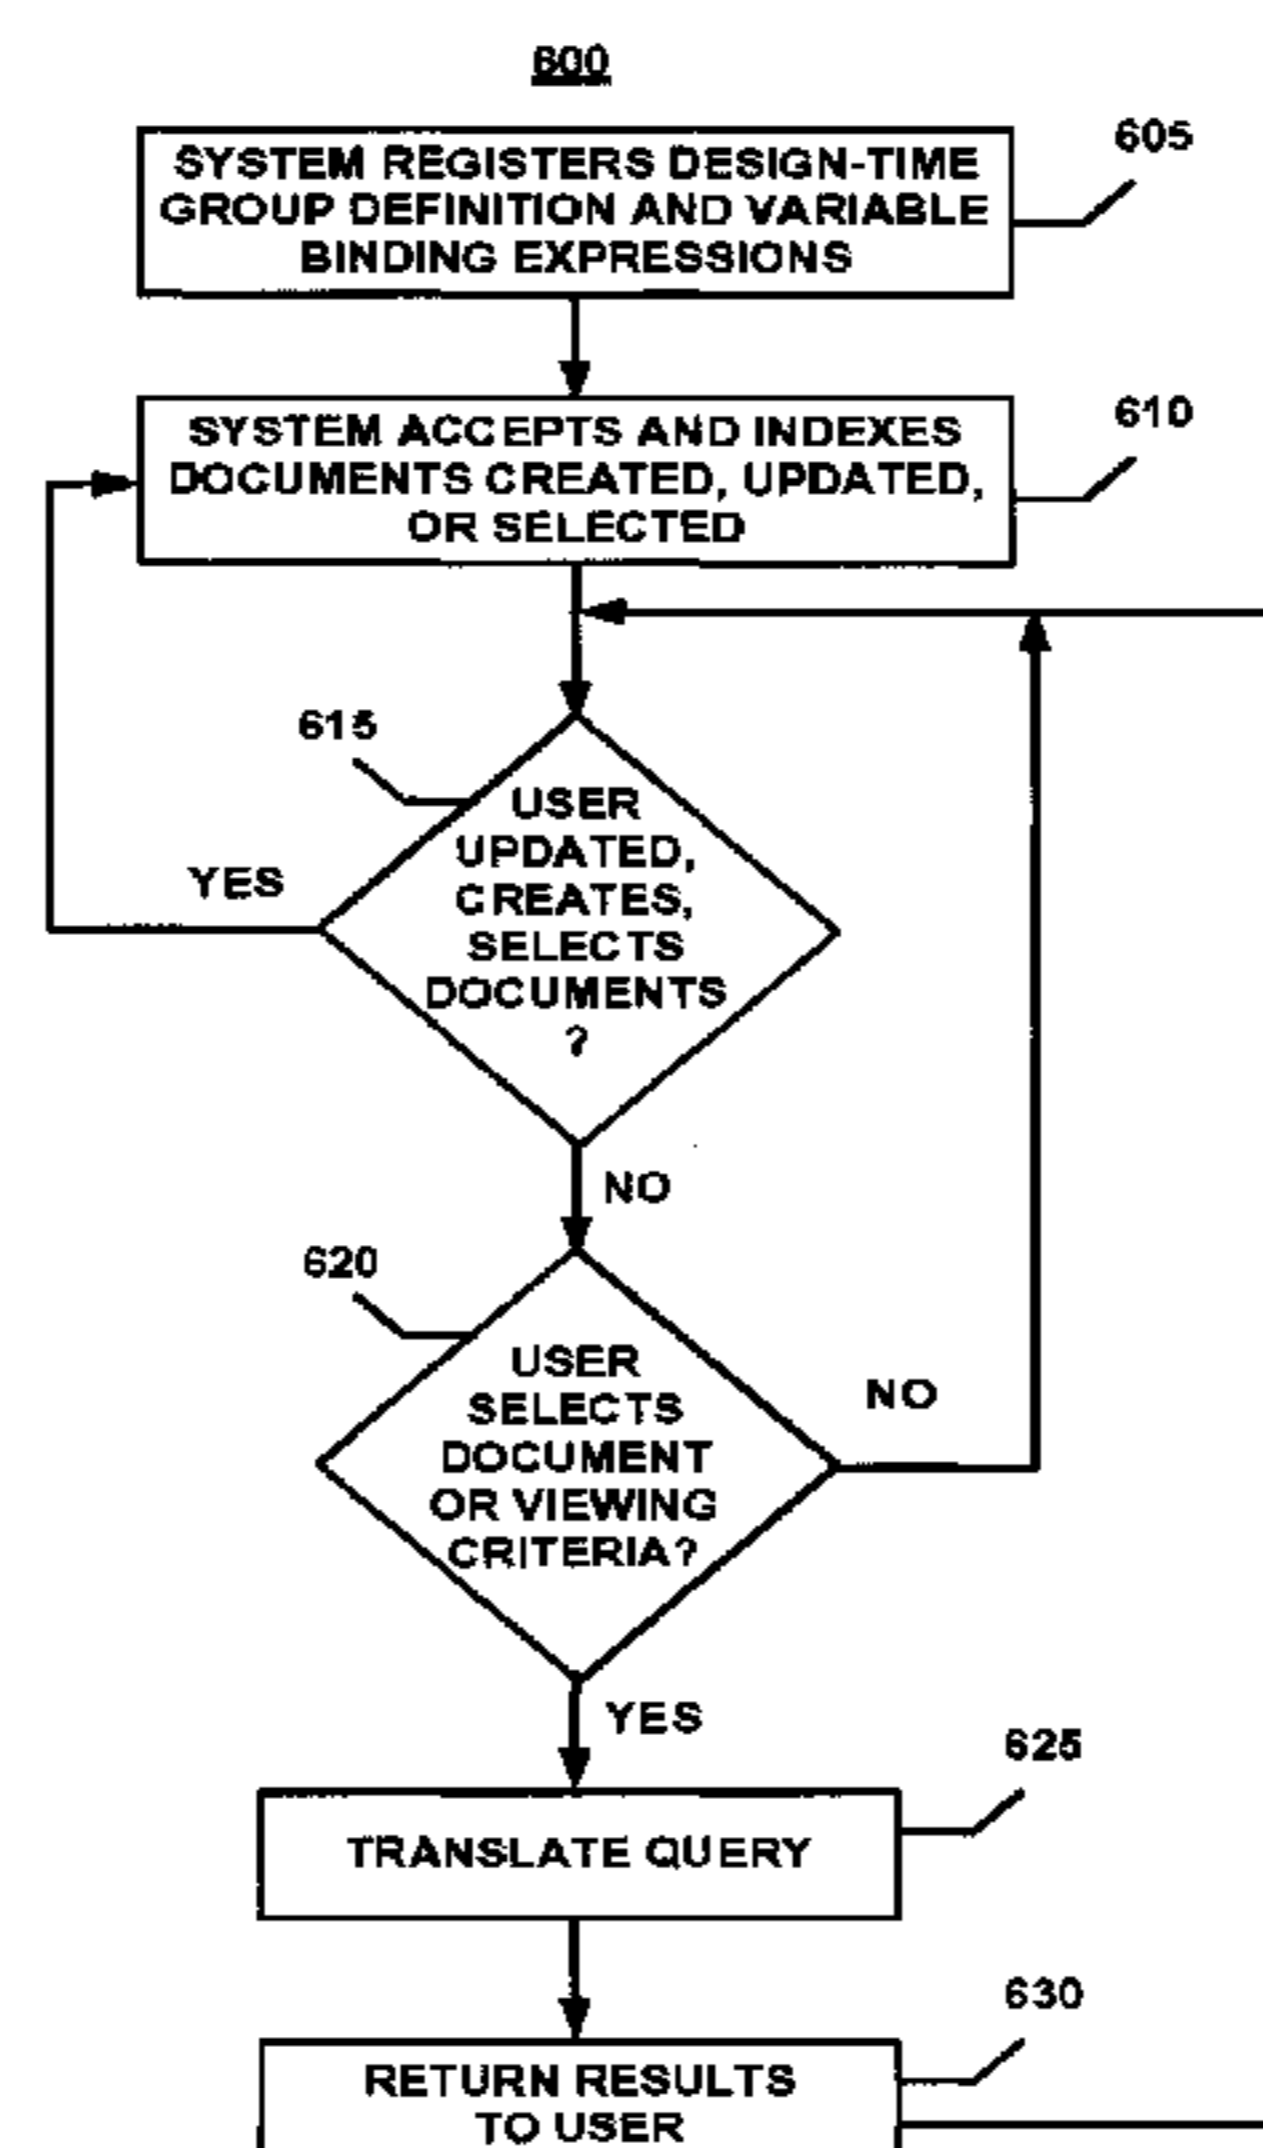 600
605
SYSTEM REGISTERS DESIGN-TIME
GROUP DEFINITION AND VARIABLE
BINDING EXPRESSIONS
610
SYSTEM ACCEPTS AND INDEXES
DOCUMENTS CREATED, UPDATED,
OR SELECTED
615
USER
UPDATED,
CREATES,
SELECTS
DOCUMENTS
?
YES
NO
620
USER
SELECTS
DOCUMENT
OR VIEWING
CRITERIA?
NO
YES
625
TRANSLATE QUERY
630
RETURN RESULTS
TO USER